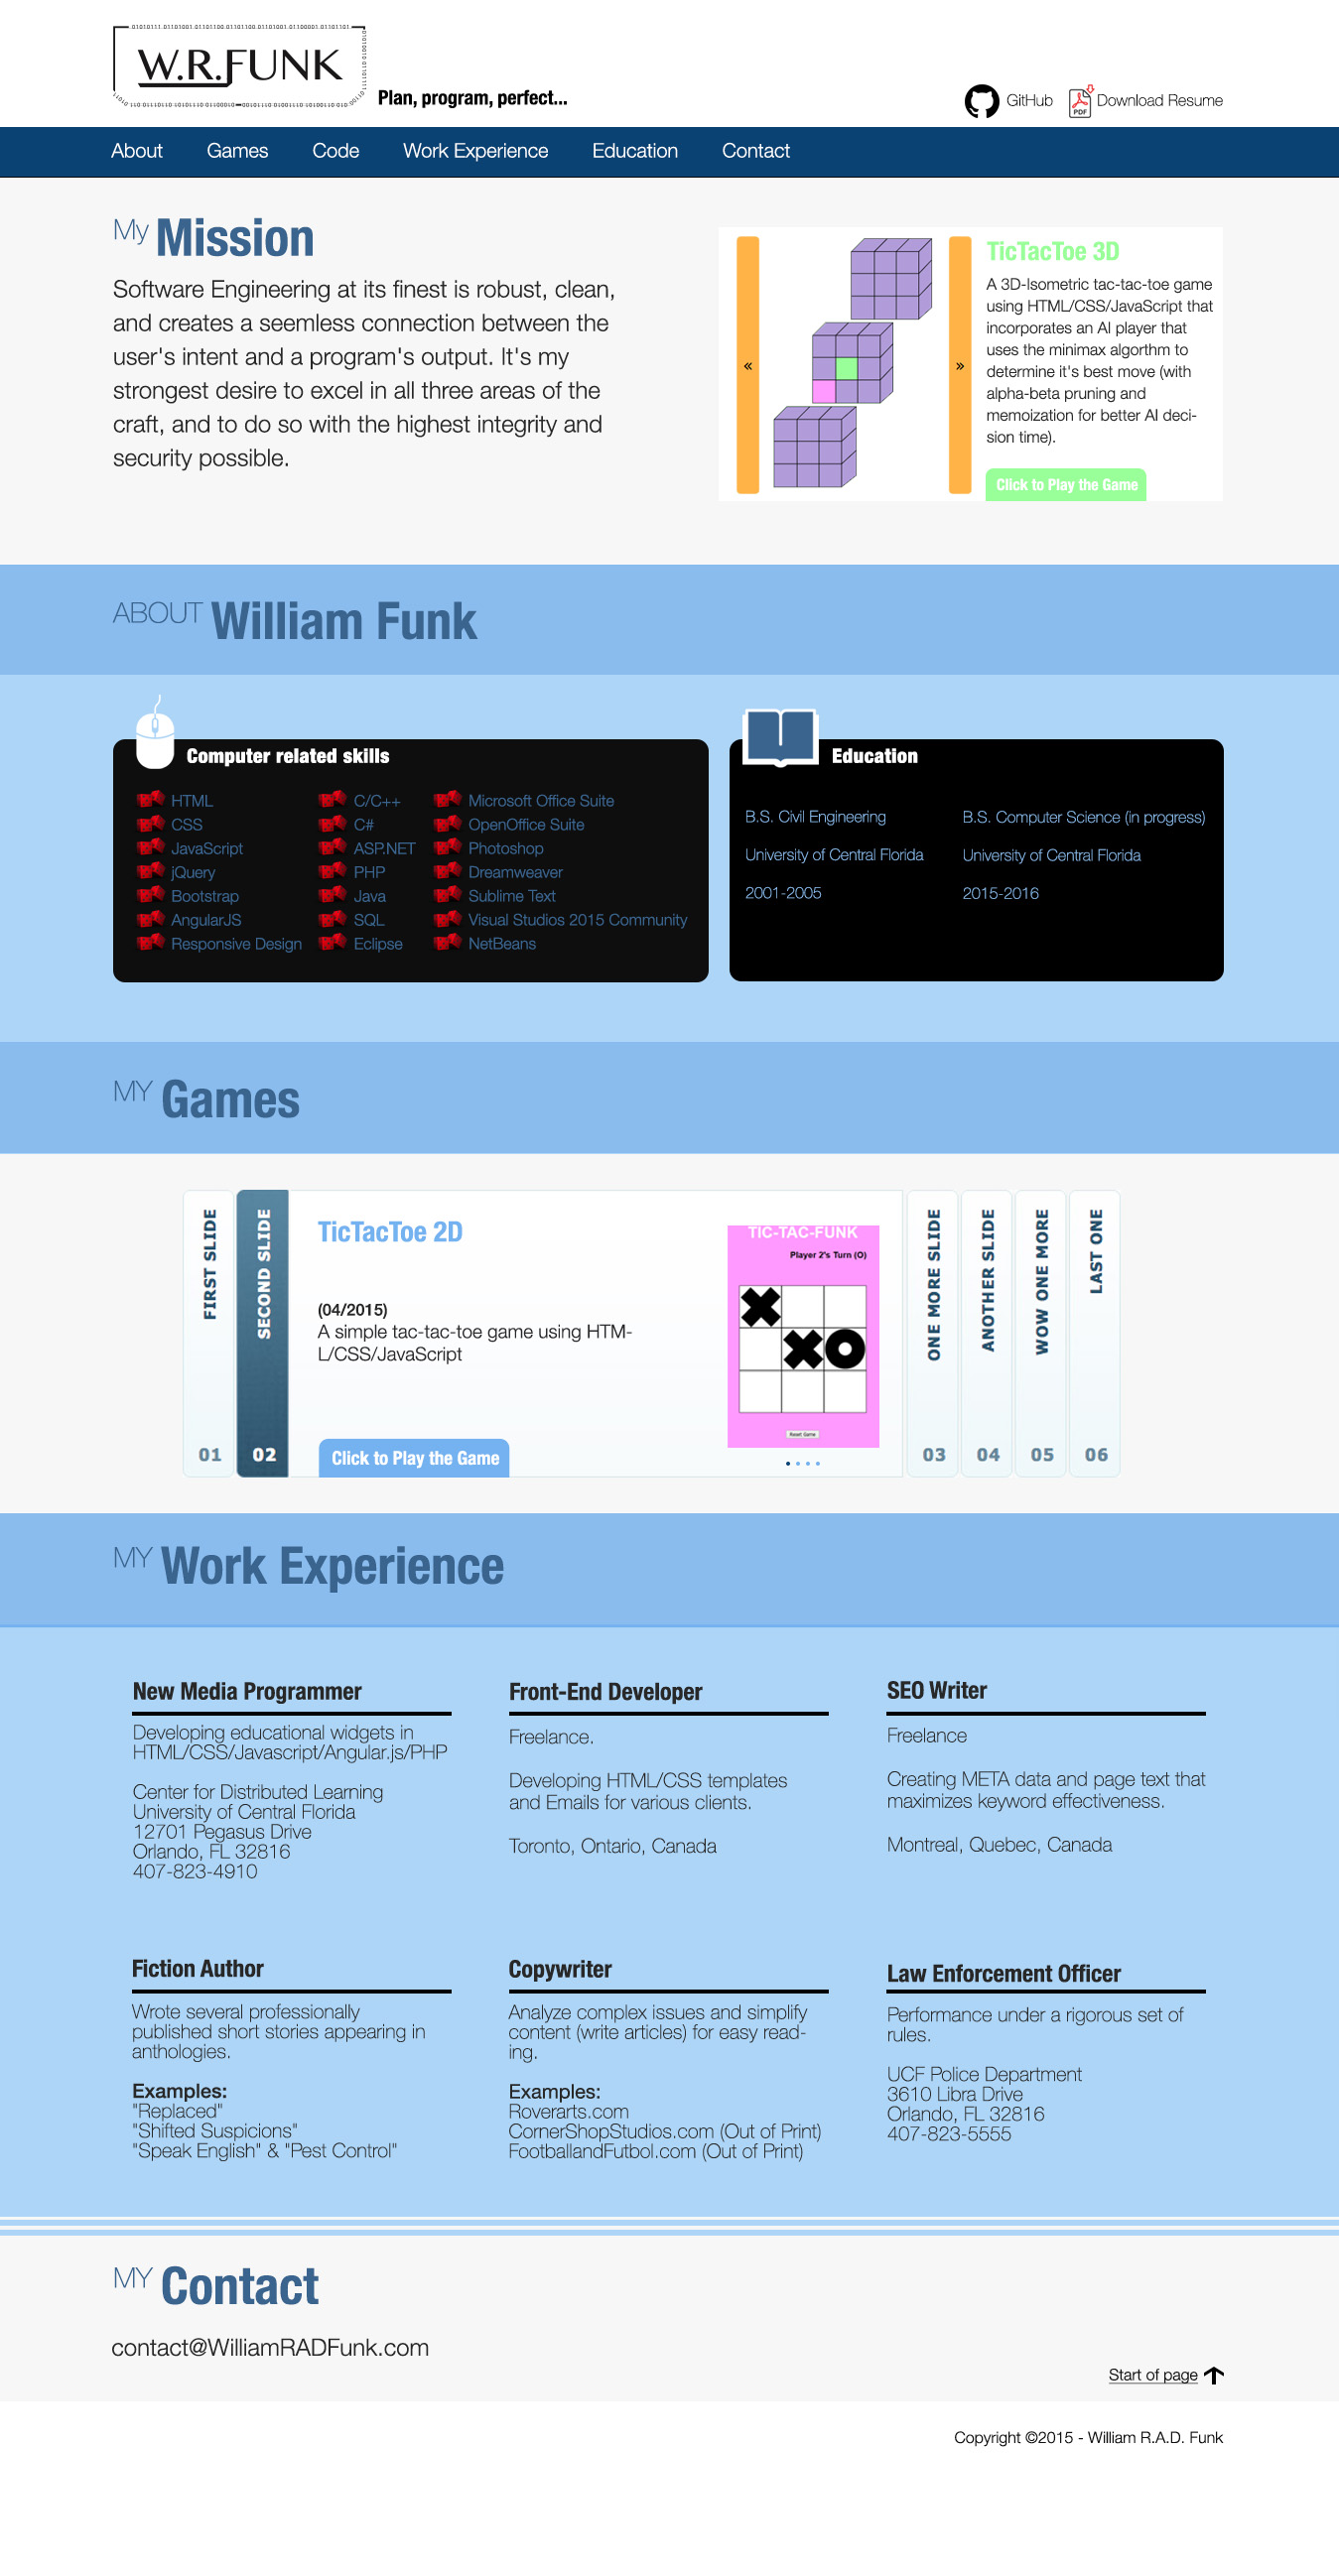 W.R.FUNK
Plan, program, perfect...
GitHub
PDF
Download Resume
About
Games
Code
Work Experience
Education
Contact
My Mission
Software Engineering at its finest is robust, clean,
and creates a seemless connection between the
user's intent and a program's output. It's my
strongest desire to excel in all three areas of the
craft, and to do so with the highest integrity and
security possible.
«
»
TicTacToe 3D
A 3D-Isometric tac-tac-toe game
using HTML/CSS/JavaScript that
incorporates an AI player that
uses the minimax algorthm to
determine it's best move (with
alpha-beta pruning and
memoization for better AI deci-
sion time).
Click to Play the Game
ABOUT William Funk
Computer related skills
HTML
CSS
JavaScript
jQuery
Bootstrap
AngularJS
Responsive Design
C/C++
C#
ASP.NET
PHP
Java
SQL
Eclipse
Microsoft Office Suite
OpenOffice Suite
Photoshop
Dreamweaver
Sublime Text
Visual Studios 2015 Community
NetBeans
Education
B.S. Civil Engineering
University of Central Florida
2001-2005
B.S. Computer Science (in progress)
University of Central Florida
2015-2016
MY Games
FIRST SLIDE
01
SECOND SLIDE
02
TicTacToe 2D
(04/2015)
A simple tac-tac-toe game using HTM-
L/CSS/JavaScript
Click to Play the Game
TIC-TAC-FUNK
Player 2's Turn (O)
Reset Game
ONE MORE SLIDE
03
ANOTHER SLIDE
04
WOW ONE MORE
05
LAST ONE
06
MY Work Experience
New Media Programmer
Developing educational widgets in
HTML/CSS/Javascript/Angular.js/PHP
Center for Distributed Learning
University of Central Florida
12701 Pegasus Drive
Orlando, FL 32816
407-823-4910
Front-End Developer
Freelance.
Developing HTML/CSS templates
and Emails for various clients.
Toronto, Ontario, Canada
SEO Writer
Freelance
Creating META data and page text that
maximizes keyword effectiveness.
Montreal, Quebec, Canada
Fiction Author
Wrote several professionally
published short stories appearing in
anthologies.
Examples:
"Replaced"
"Shifted Suspicions"
"Speak English" & "Pest Control"
Copywriter
Analyze complex issues and simplify
content (write articles) for easy read-
ing.
Examples:
Roverarts.com
CornerShopStudios.com (Out of Print)
FootballandFutbol.com (Out of Print)
Law Enforcement Officer
Performance under a rigorous set of
rules.
UCF Police Department
3610 Libra Drive
Orlando, FL 32816
407-823-5555
MY Contact
contact@WilliamRADFunk.com
Start of page
Copyright ©2015 - William R.A.D. Funk